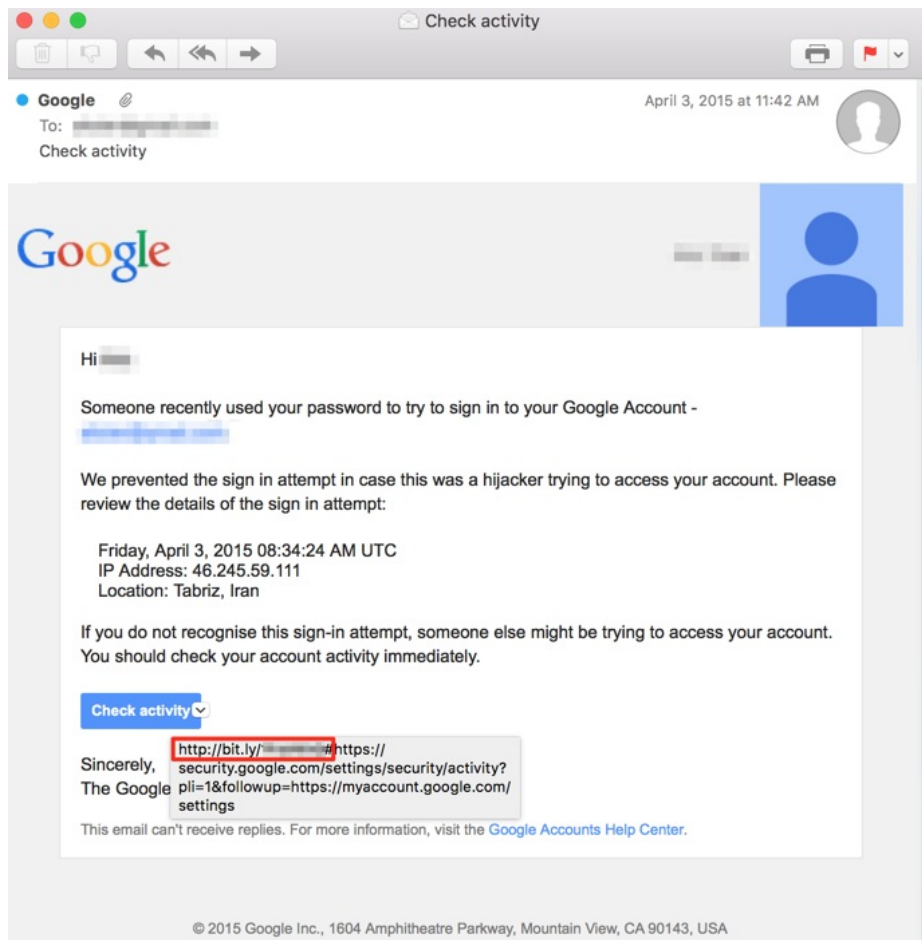 Check activity
Google
April 3, 2015 at 11:42 AM
To:
Check activity
Google
Hi
Someone recently used your password to try to sign in to your Google Account -
We prevented the sign in attempt in case this was a hijacker trying to access your account. Please
review the details of the sign in attempt:
Friday, April 3, 2015 08:34:24 AM UTC
IP Address: 46.245.59.111
Location: Tabriz, Iran
If you do not recognise this sign-in attempt, someone else might be trying to access your account.
You should check your account activity immediately.
Check activity
http://bit.ly/ #https://
security.google.com/settings/security/activity?
pli=1&followup=https://myaccount.google.com/
settings
Sincerely,
The Google
This email can't receive replies. For more information, visit the Google Accounts Help Center.
© 2015 Google Inc., 1604 Amphitheatre Parkway, Mountain View, CA 90143, USA